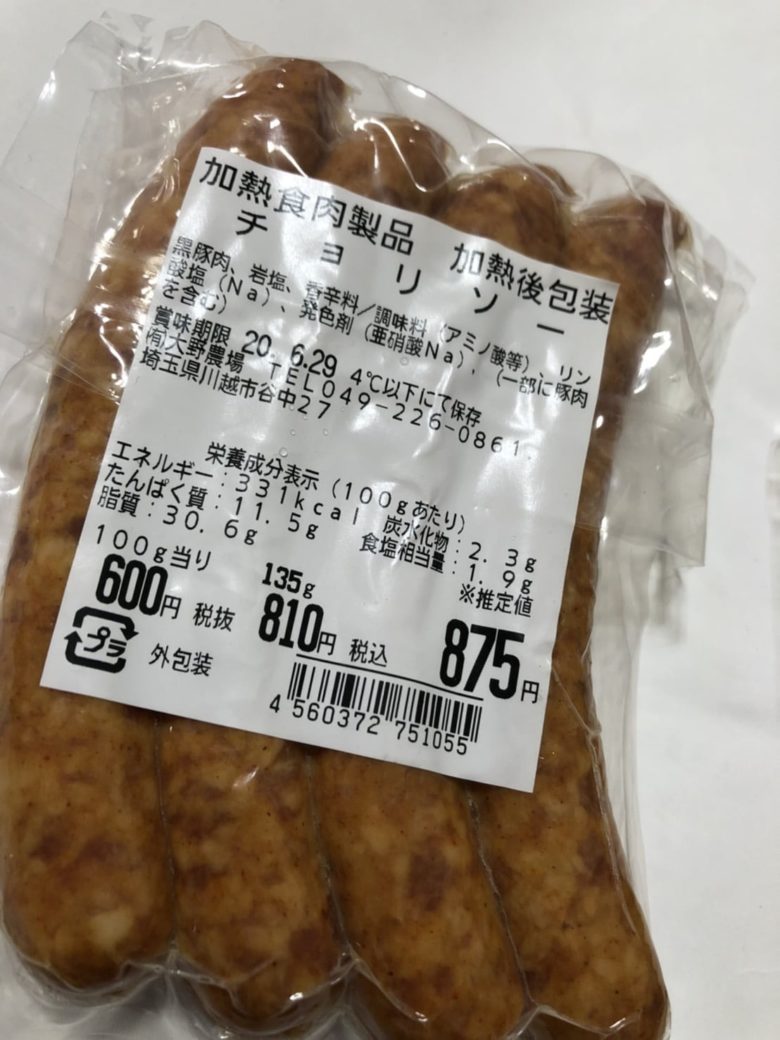 加熱食肉製品 加熱後包装
チョリソー
黒豚肉、岩塩、香辛料／調味料（アミノ酸等）、リン
酸塩（Ｎａ）、発色剤（亜硝酸Ｎａ）、（一部に豚肉
を含む）
賞味期限 20. 6.29 4℃以下にて保存
㈲大野農場 ＴＥＬ０４９－２２６－０８６１．
埼玉県川越市谷中２７
栄養成分表示（１００ｇあたり）
エネルギー：３３１ｋｃａｌ 炭水化物：２．３ｇ
たんぱく質：１１．５ｇ 食塩相当量：１．９ｇ
脂質：３０．６ｇ ※推定値
１００ｇ当り 135g
600円 税抜 810円 税込 875円
プラ 外包装
4 560372 751055